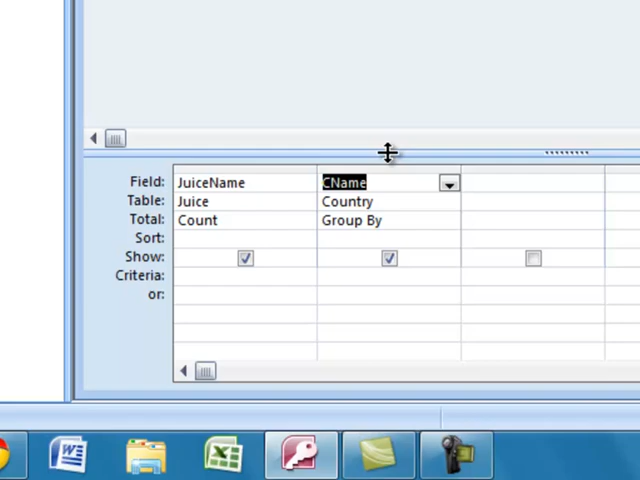 Field: JuiceName CName
Table: Juice Country
Total: Count Group By
Sort:
Show:
Criteria:
or: